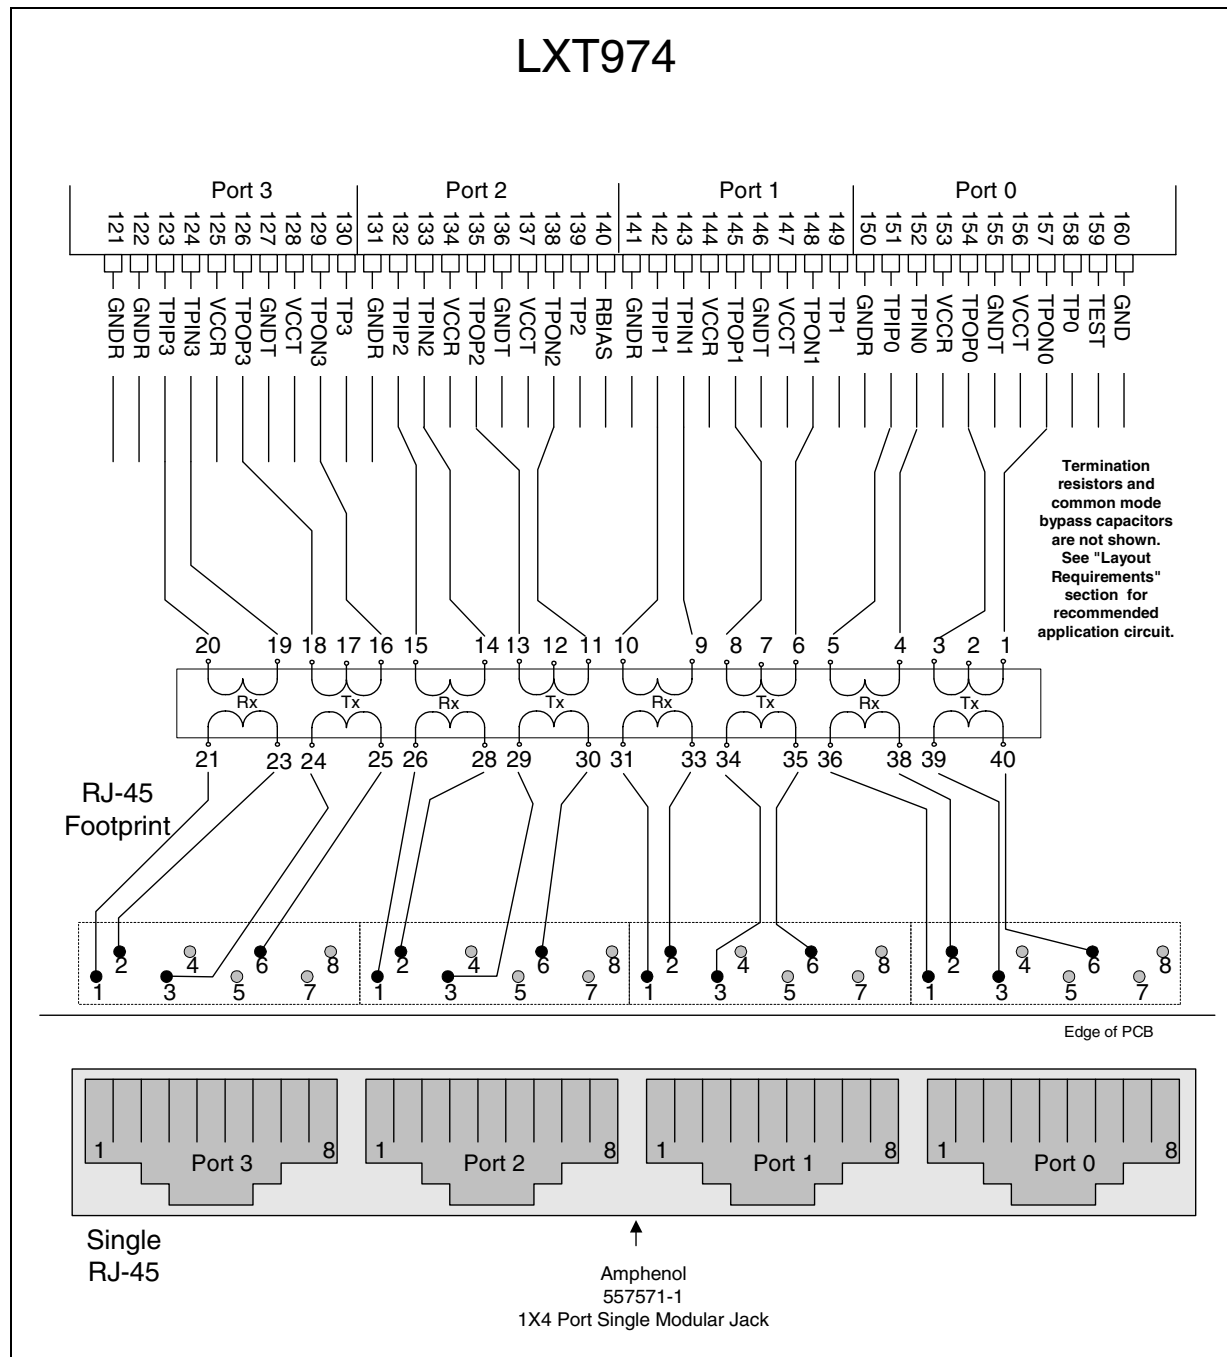 LXT974
Port 3 Port 2 Port 1 Port 0
121 122 123 124 125 126 127 128 129 130 131 132 133 134 135 136 137 138 139 140 141 142 143 144 145 146 147 148 149 150 151 152 153 154 155 156 157 158 159 160
GNDR GNDR TPIP3 TPIN3 VCCR TPOP3 GNDT VCCT TPON3 TP3 GNDR TPIP2 TPIN2 VCCR TPOP2 GNDT VCCT TPON2 TP2 RBIAS GNDR TPIP1 TPIN1 VCCR TPOP1 GNDT VCCT TPON1 TP1 GNDR TPIP0 TPIN0 VCCR TPOP0 GNDT VCCT TPON0 TP0 TEST GND
Termination
resistors and
common mode
bypass capacitors
are not shown.
See "Layout
Requirements"
section for
recommended
application circuit.
20 19 18 17 16 15 14 13 12 11 10 9 8 7 6 5 4 3 2 1
Rx Tx Rx Tx Rx Tx Rx Tx
21 23 24 25 26 28 29 30 31 33 34 35 36 38 39 40
RJ-45
Footprint
2 4 6 8 2 4 6 8 2 4 6 8 2 4 6 8
1 3 5 7 1 3 5 7 1 3 5 7 1 3 5 7
Edge of PCB
1 8 1 8 1 8 1 8
Port 3 Port 2 Port 1 Port 0
Single
RJ-45
Amphenol
557571-1
1X4 Port Single Modular Jack